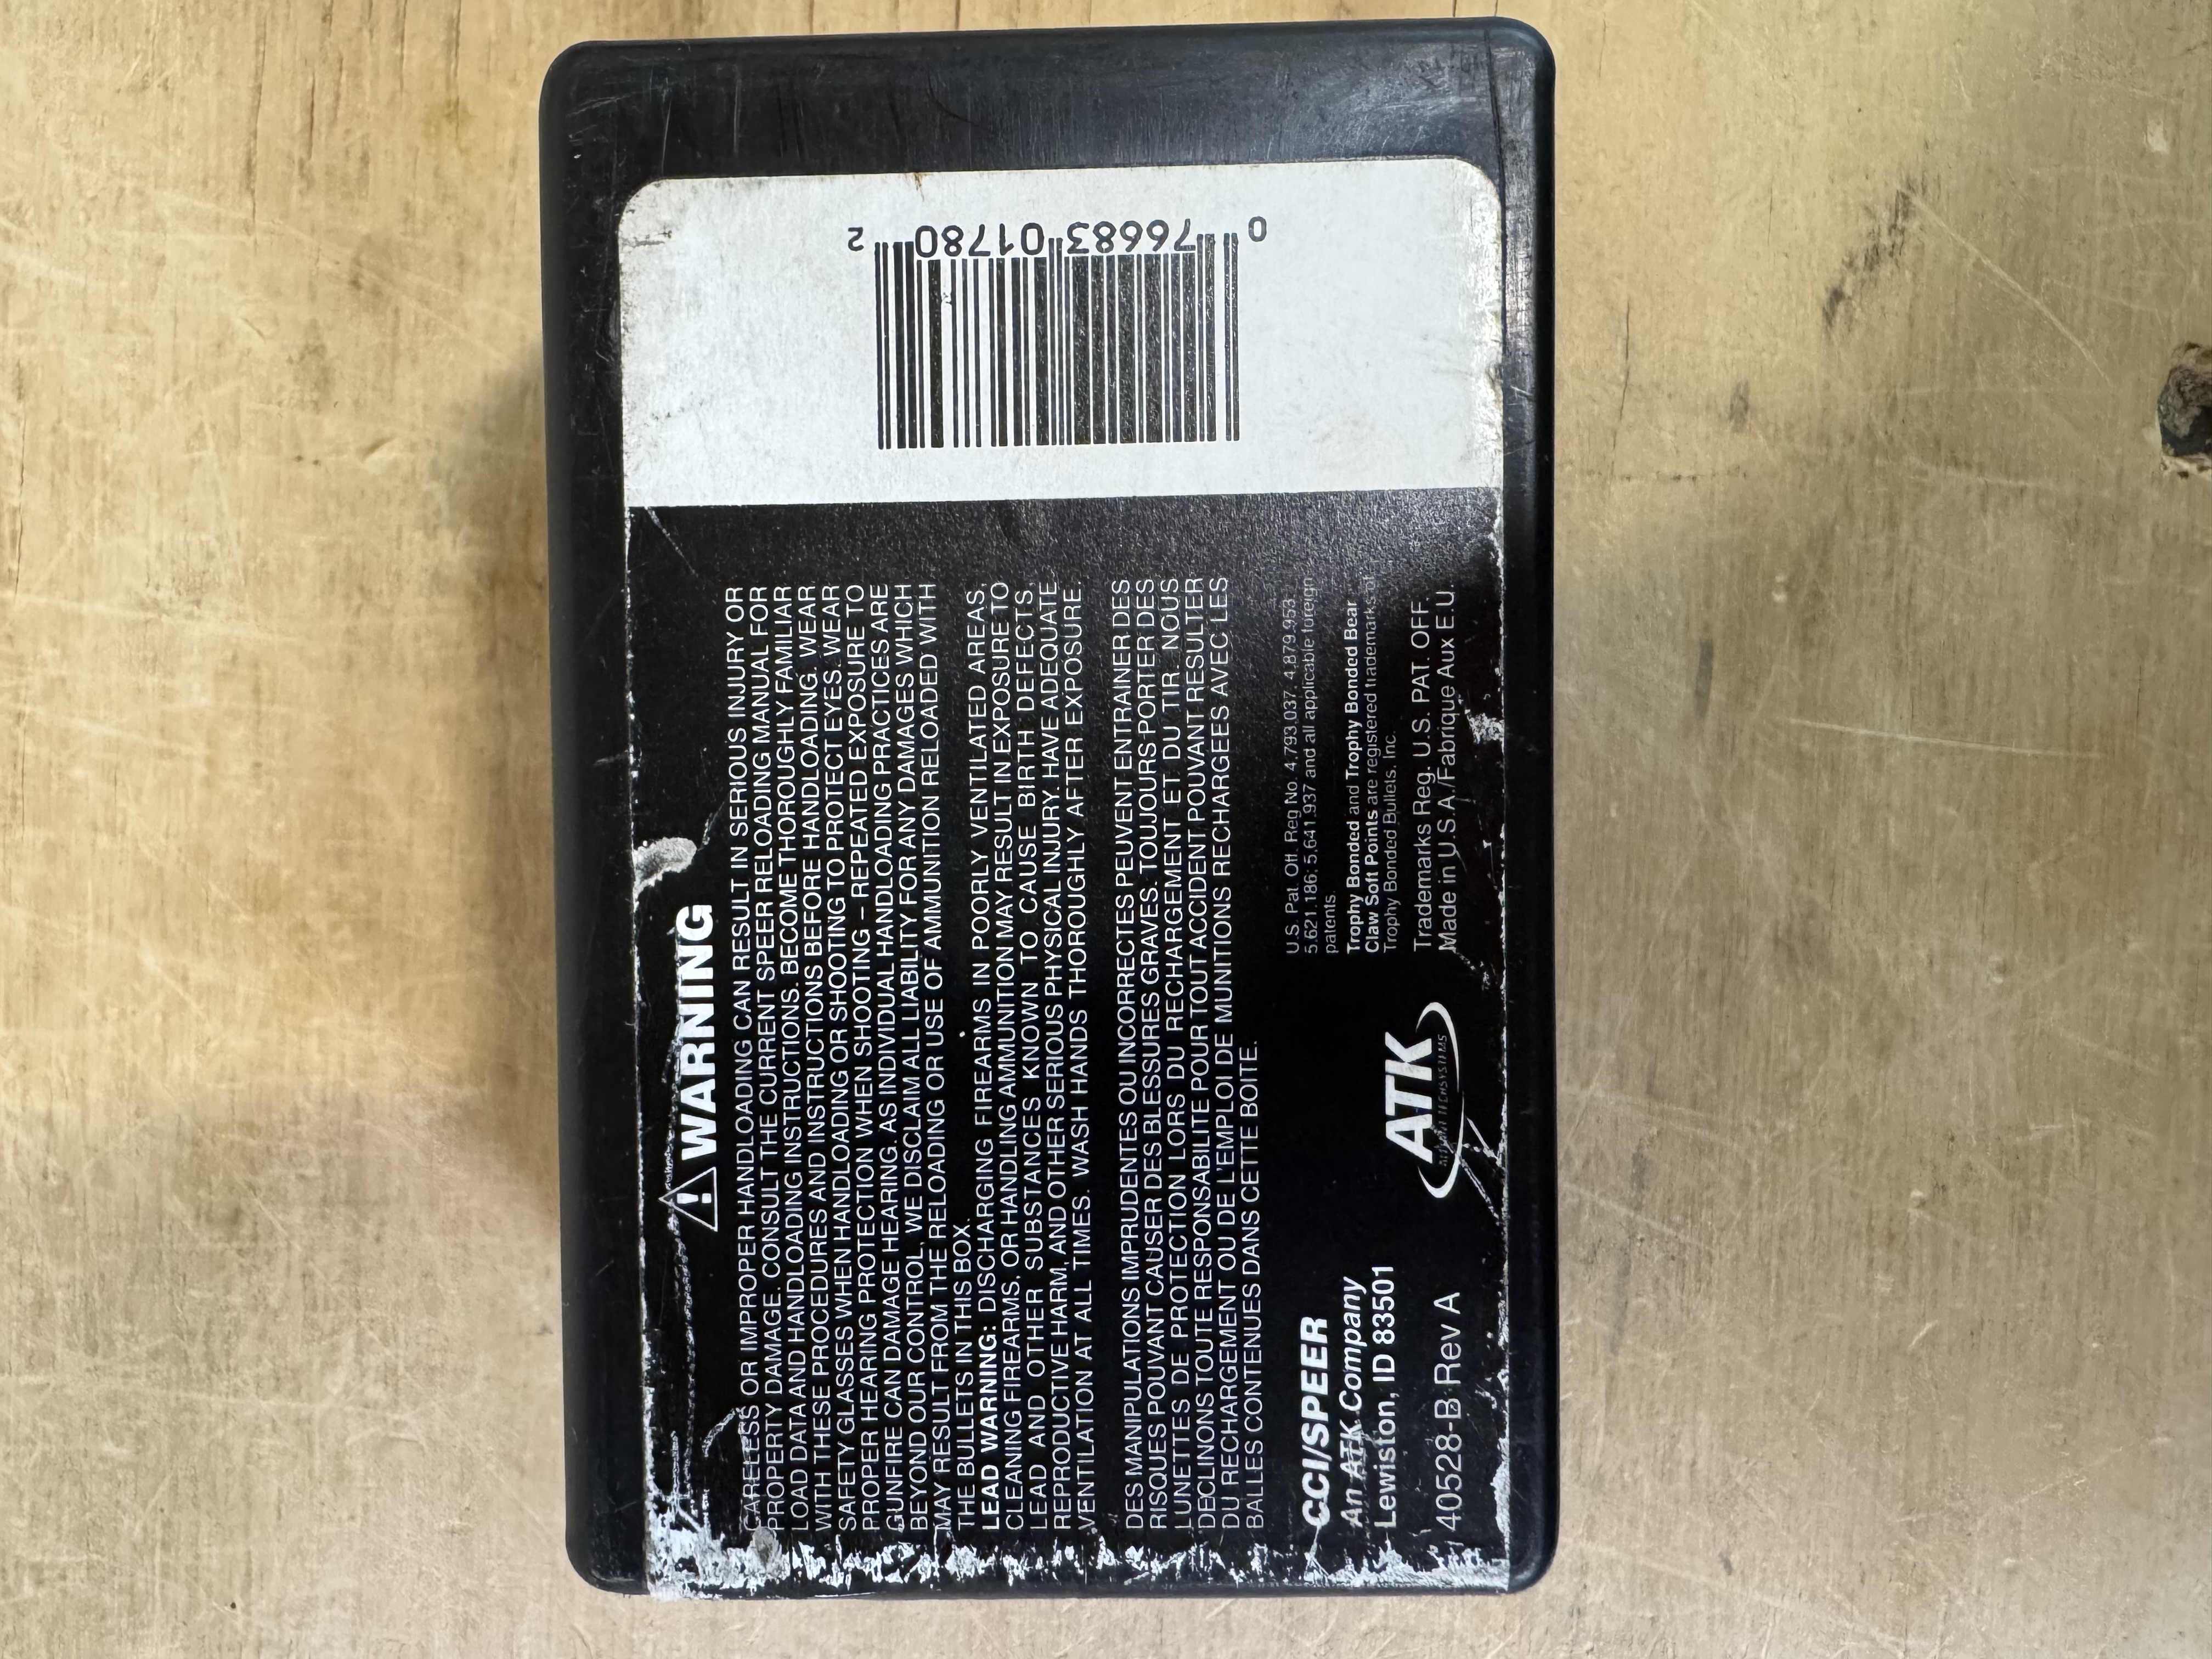 ⚠WARNING
CARELESS OR IMPROPER HANDLOADING CAN RESULT IN SERIOUS INJURY OR
PROPERTY DAMAGE. CONSULT THE CURRENT SPEER RELOADING MANUAL FOR
LOAD DATA AND HANDLOADING INSTRUCTIONS. BECOME THOROUGHLY FAMILIAR
WITH THESE PROCEDURES AND INSTRUCTIONS BEFORE HANDLOADING. WEAR
SAFETY GLASSES WHEN HANDLOADING OR SHOOTING TO PROTECT EYES. WEAR
PROPER HEARING PROTECTION WHEN SHOOTING – REPEATED EXPOSURE TO
GUNFIRE CAN DAMAGE HEARING. AS INDIVIDUAL HANDLOADING PRACTICES ARE
BEYOND OUR CONTROL, WE DISCLAIM ALL LIABILITY FOR ANY DAMAGES WHICH
MAY RESULT FROM THE RELOADING OR USE OF AMMUNITION RELOADED WITH
THE BULLETS IN THIS BOX.
LEAD WARNING: DISCHARGING FIREARMS IN POORLY VENTILATED AREAS,
CLEANING FIREARMS, OR HANDLING AMMUNITION MAY RESULT IN EXPOSURE TO
LEAD AND OTHER SUBSTANCES KNOWN TO CAUSE BIRTH DEFECTS,
REPRODUCTIVE HARM, AND OTHER SERIOUS PHYSICAL INJURY. HAVE ADEQUATE
VENTILATION AT ALL TIMES. WASH HANDS THOROUGHLY AFTER EXPOSURE.
DES MANIPULATIONS IMPRUDENTES OU INCORRECTES PEUVENT ENTRAINER DES
RISQUES POUVANT CAUSER DES BLESSURES GRAVES. TOUJOURS PORTER DES
LUNETTES DE PROTECTION LORS DU RECHARGEMENT ET DU TIR. NOUS
DECLINONS TOUTE RESPONSABILITE POUR TOUT ACCIDENT POUVANT RESULTER
DU RECHARGEMENT OU DE L'EMPLOI DE MUNITIONS RECHARGEES AVEC LES
BALLES CONTENUES DANS CETTE BOITE.
CCI/SPEER
An ATK Company
Lewiston, ID 83501
40528-B Rev A
ATK
ALLIANT TECHSYSTEMS
U.S. Pat. Off. Reg No. 4,793,037, 4,879,953
5,621,186; 5,641,937 and all applicable foreign
patents
Trophy Bonded and Trophy Bonded Bear
Claw Soft Points are registered trademarks of
Trophy Bonded Bullets, Inc.
Trademarks Reg. U.S. PAT. OFF.
Made in U.S.A./Fabrique Aux E.U.
0 76683 01780 2